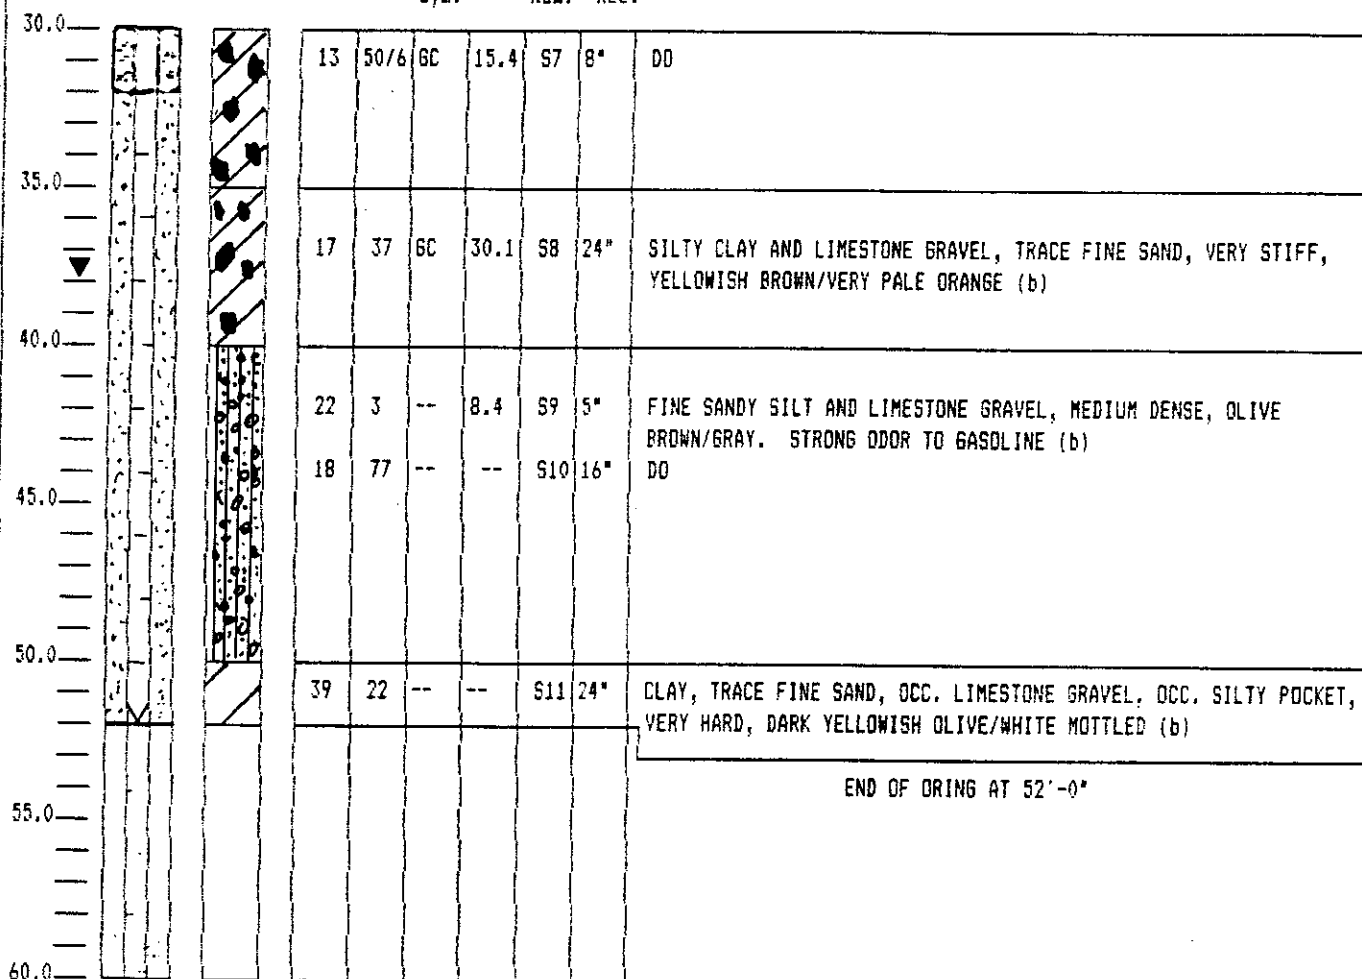 30.0
13 50/6 GC 15.4 S7 8" DO
35.0
17 37 GC 30.1 S8 24" SILTY CLAY AND LIMESTONE GRAVEL, TRACE FINE SAND, VERY STIFF,
YELLOWISH BROWN/VERY PALE ORANGE (b)
40.0
22 3 -- 8.4 S9 5" FINE SANDY SILT AND LIMESTONE GRAVEL, MEDIUM DENSE, OLIVE
BROWN/GRAY. STRONG ODOR TO GASOLINE (b)
18 77 -- -- S10 16" DO
45.0
50.0
39 22 -- -- S11 24" CLAY, TRACE FINE SAND, OCC. LIMESTONE GRAVEL, OCC. SILTY POCKET,
VERY HARD, DARK YELLOWISH OLIVE/WHITE MOTTLED (b)
END OF ORING AT 52'-0"
55.0
60.0